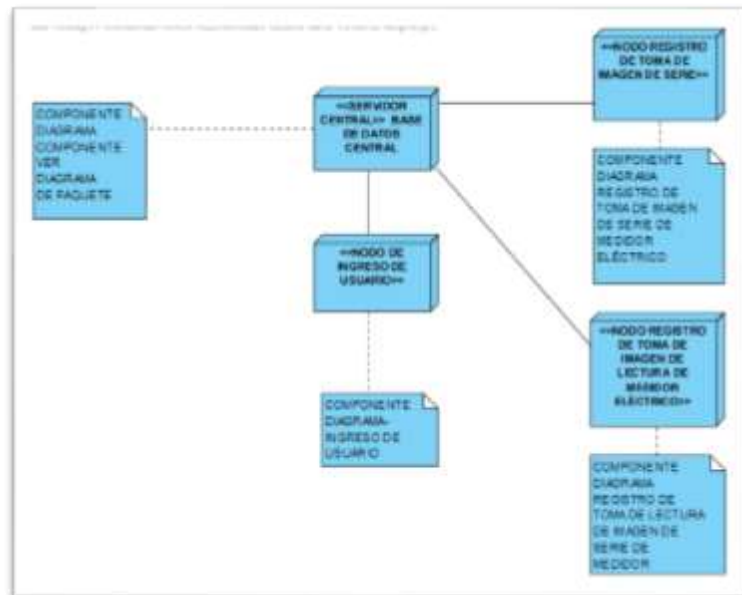 <<NODO REGISTRO
DE TOMA DE
IMAGEN DE SERIE>>
<<SERVIDOR
CENTRAL>> BASE
DE DATOS
CENTRAL
COMPONENTE
DIAGRAMA
COMPONENTE
VER
DIAGRAMA
DE PAQUETE
COMPONENTE
DIAGRAMA
REGISTRO DE
TOMA DE IMAGEN
DE SERIE DE
MEDIDOR
ELÉCTRICO
<<NODO DE
INGRESO DE
USUARIO>>
<<NODO REGISTRO
DE TOMA DE
IMAGEN DE
LECTURA DE
MEDIDOR
ELÉCTRICO>>
COMPONENTE
DIAGRAMA-
INGRESO DE
USUÁRIO
COMPONENTE
DIAGRAMA
REGISTRO DE
TOMA DE LECTURA
DE IMAGEN DE
SERIE DE
MEDIDOR